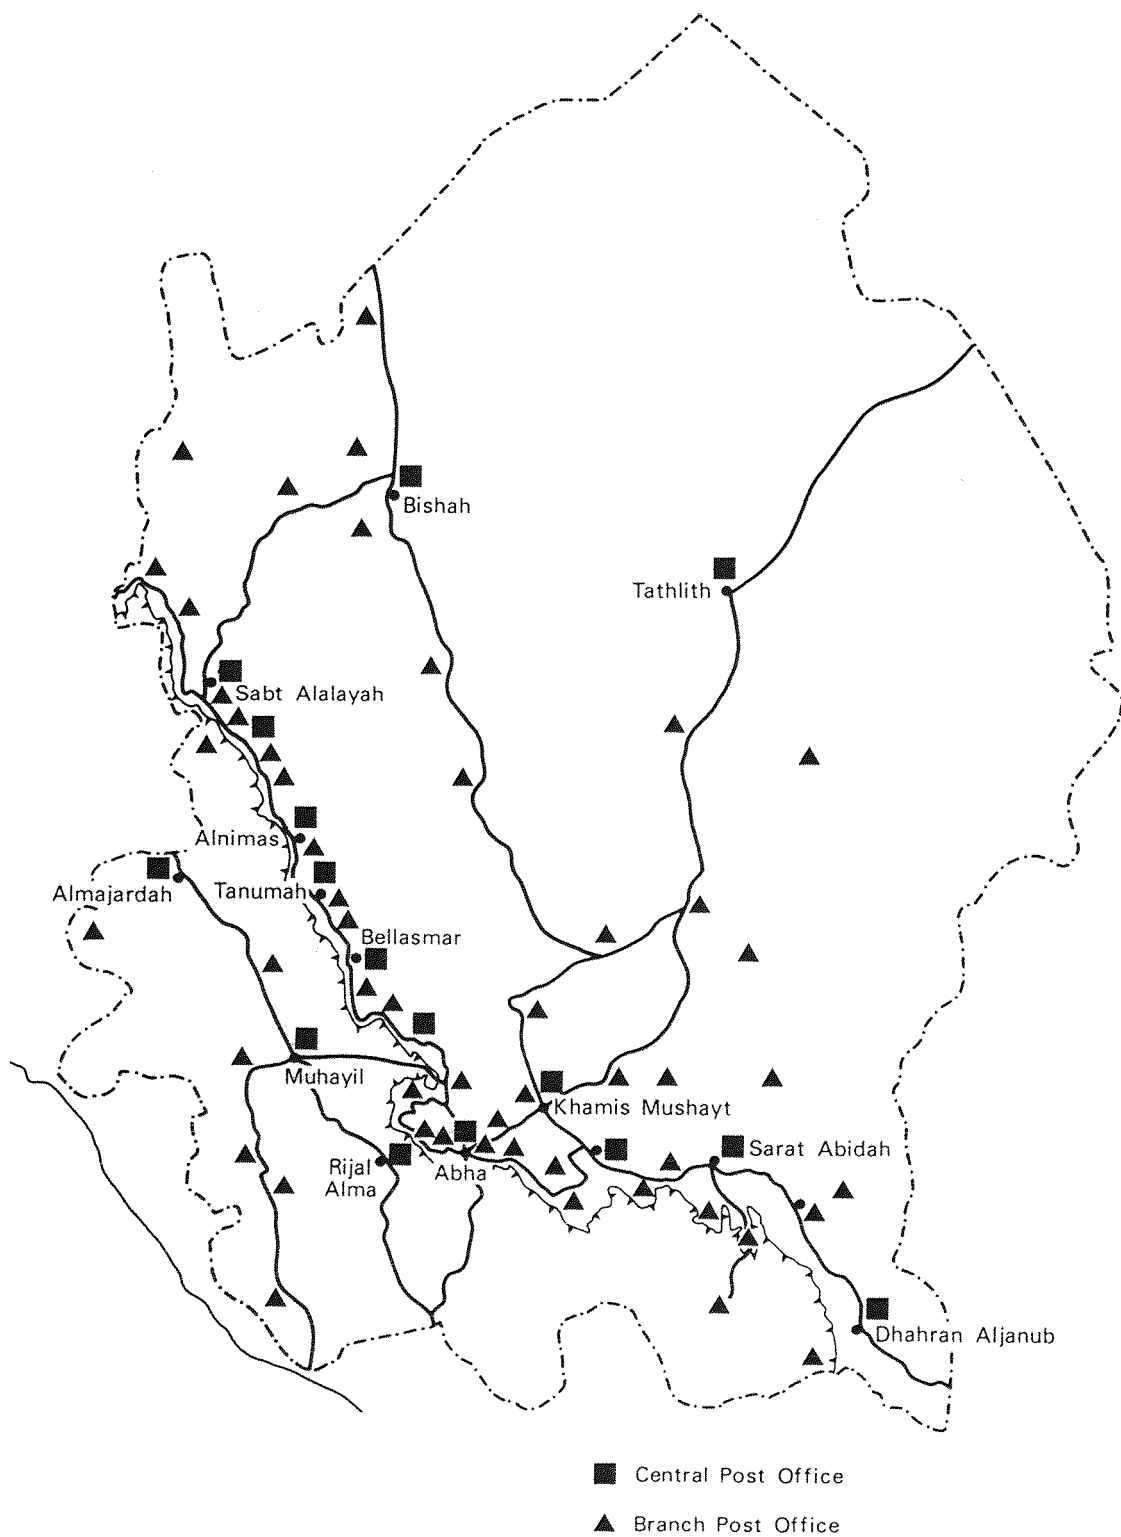 Bishah
Tathlith
Sabt Alalayah
Alnimas
Tanumah
Almajardah
Bellasmar
Muhayil
Khamis Mushayt
Sarat Abidah
Rijal
Alma
Abha
Dhahran Aljanub
Central Post Office
Branch Post Office